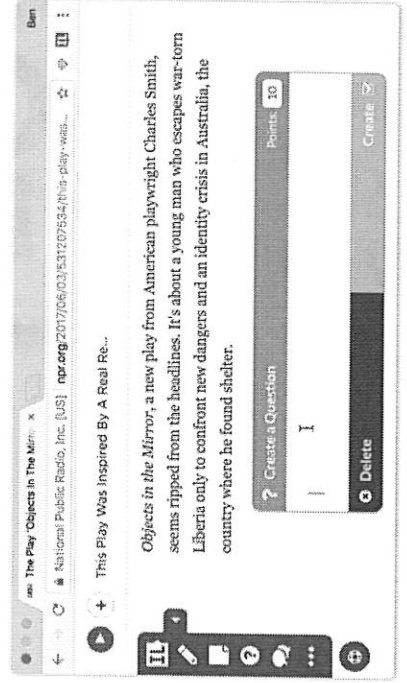 The Play 'Objects In The Mirro ×
Ben
National Public Radio, Inc. [US] npr.org/2017/06/03/531207534/this-play-was...
IL
This Play Was Inspired By A Real Re...
IL
Objects in the Mirror, a new play from American playwright Charles Smith,
seems ripped from the headlines. It's about a young man who escapes war-torn
Liberia only to confront new dangers and an identity crisis in Australia, the
country where he found shelter.
? Create a Question
Points: 10
Delete
Create